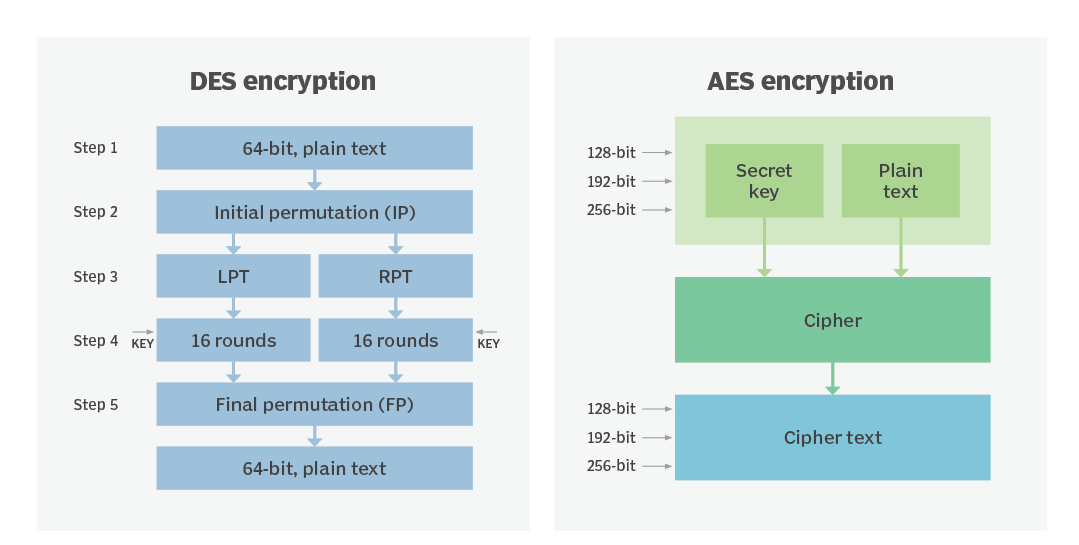 DES encryption
Step 1
64-bit, plain text
Step 2
Initial permutation (IP)
Step 3
LPT
RPT
Step 4
KEY
16 rounds
16 rounds
KEY
Step 5
Final permutation (FP)
64-bit, plain text
AES encryption
128-bit
192-bit
256-bit
Secret
key
Plain
text
Cipher
128-bit
192-bit
256-bit
Cipher text